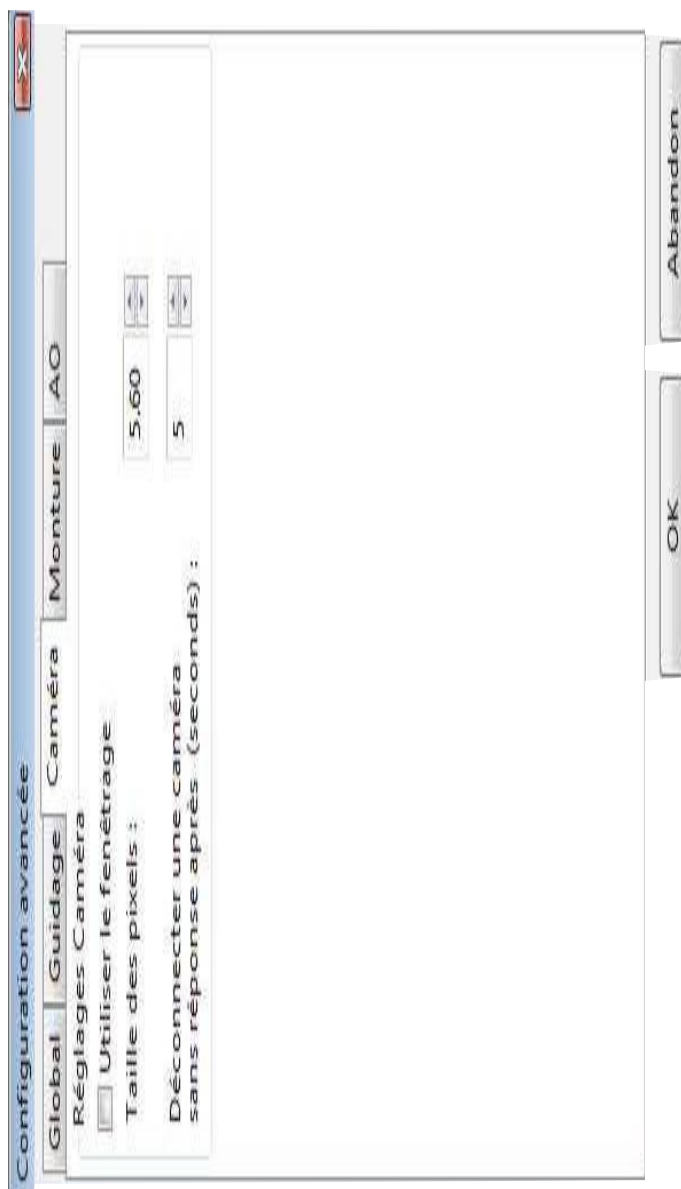 Configuration avancée
Global Guidage Caméra Monture AO
Réglages Caméra
Utiliser le fenêtrage
Taille des pixels : 5.60
Déconnecter une caméra
sans réponse après (seconds) : 5
OK Abandon